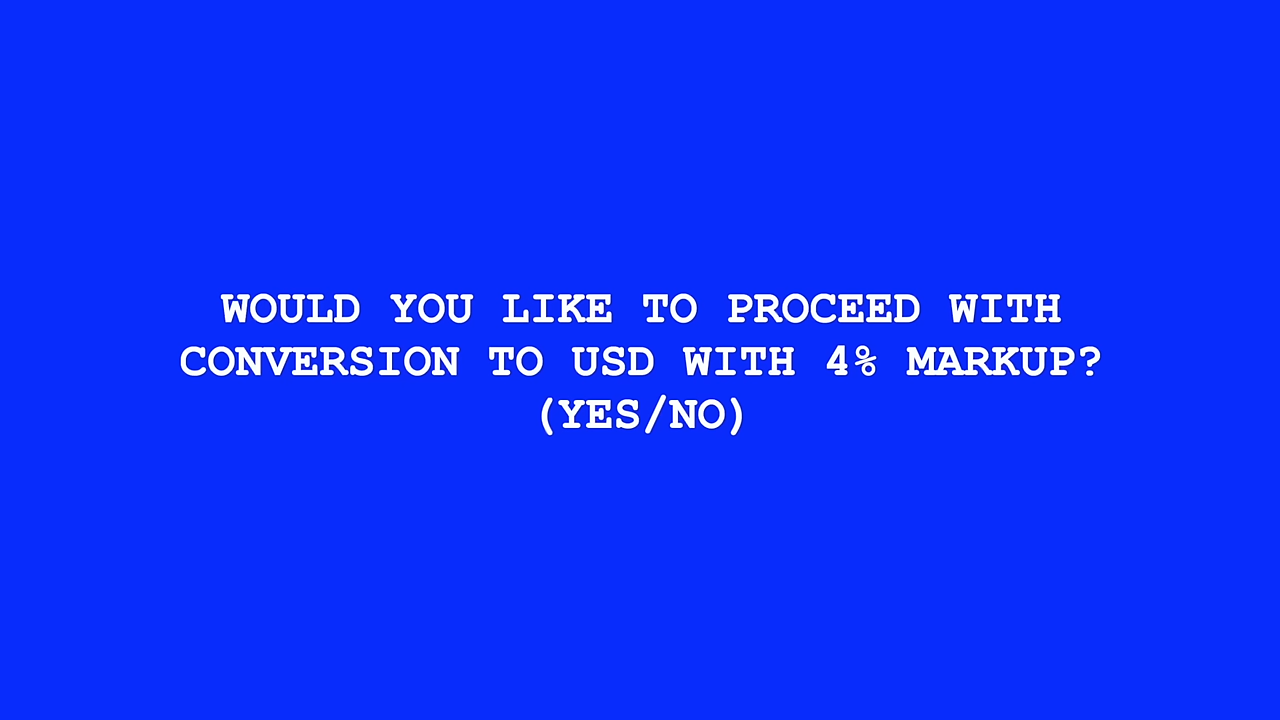 WOULD YOU LIKE TO PROCEED WITH
CONVERSION TO USD WITH 4% MARKUP?
(YES/NO)